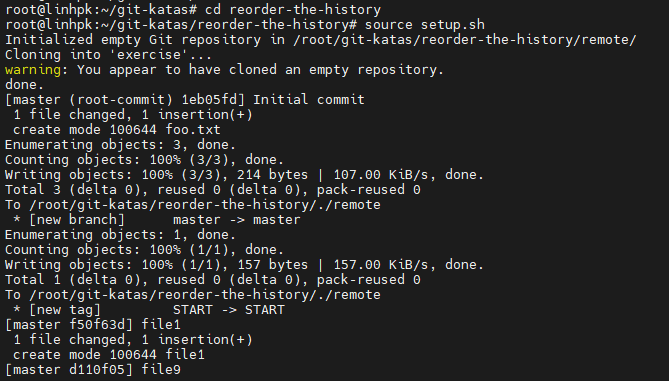 root@linhpk:~/git-katas# cd reorder-the-history
root@linhpk:~/git-katas/reorder-the-history# source setup.sh
Initialized empty Git repository in /root/git-katas/reorder-the-history/remote/
Cloning into 'exercise'...
warning: You appear to have cloned an empty repository.
done.
[master (root-commit) 1eb05fd] Initial commit
 1 file changed, 1 insertion(+)
 create mode 100644 foo.txt
Enumerating objects: 3, done.
Counting objects: 100% (3/3), done.
Writing objects: 100% (3/3), 214 bytes | 107.00 KiB/s, done.
Total 3 (delta 0), reused 0 (delta 0), pack-reused 0
To /root/git-katas/reorder-the-history/./remote
 * [new branch]      master -> master
Enumerating objects: 1, done.
Counting objects: 100% (1/1), done.
Writing objects: 100% (1/1), 157 bytes | 157.00 KiB/s, done.
Total 1 (delta 0), reused 0 (delta 0), pack-reused 0
To /root/git-katas/reorder-the-history/./remote
 * [new tag]         START -> START
[master f50f63d] file1
 1 file changed, 1 insertion(+)
 create mode 100644 file1
[master d110f05] file9